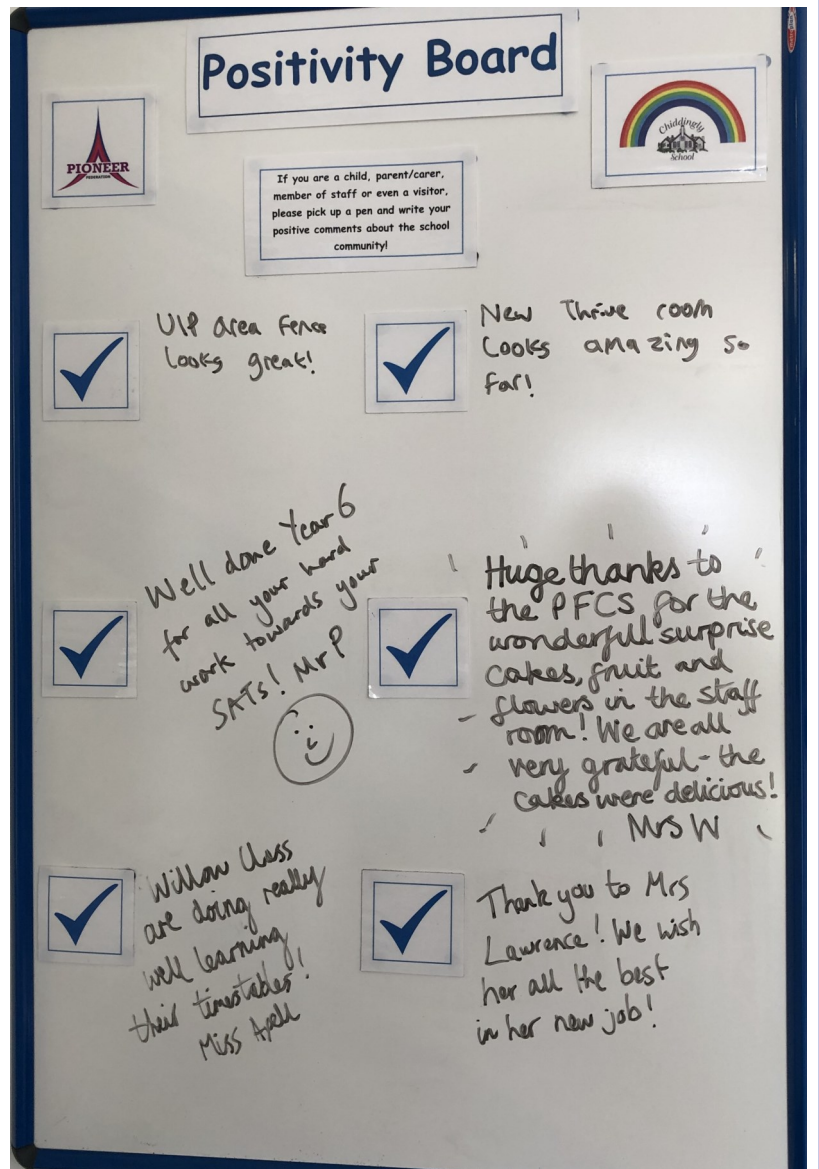 Positivity Board
PIONEER
FEDERATION
Chiddingly
School
If you are a child, parent/carer,
member of staff or even a visitor,
please pick up a pen and write your
positive comments about the school
community!
VIP area fence
looks great!
New Thrive room
looks amazing so
far!
Well done Year 6
for all your hard
work towards your
SATs! Mr P
Huge thanks to
the PFCS for the
wonderful surprise
cakes, fruit and
flowers in the staff
room! We are all
very grateful - the
cakes were delicious!
Mrs W
Willow Class
are doing really
well learning
their timestables!
Miss
Thank you to Mrs
Lawrence! We wish
her all the best
in her new job!